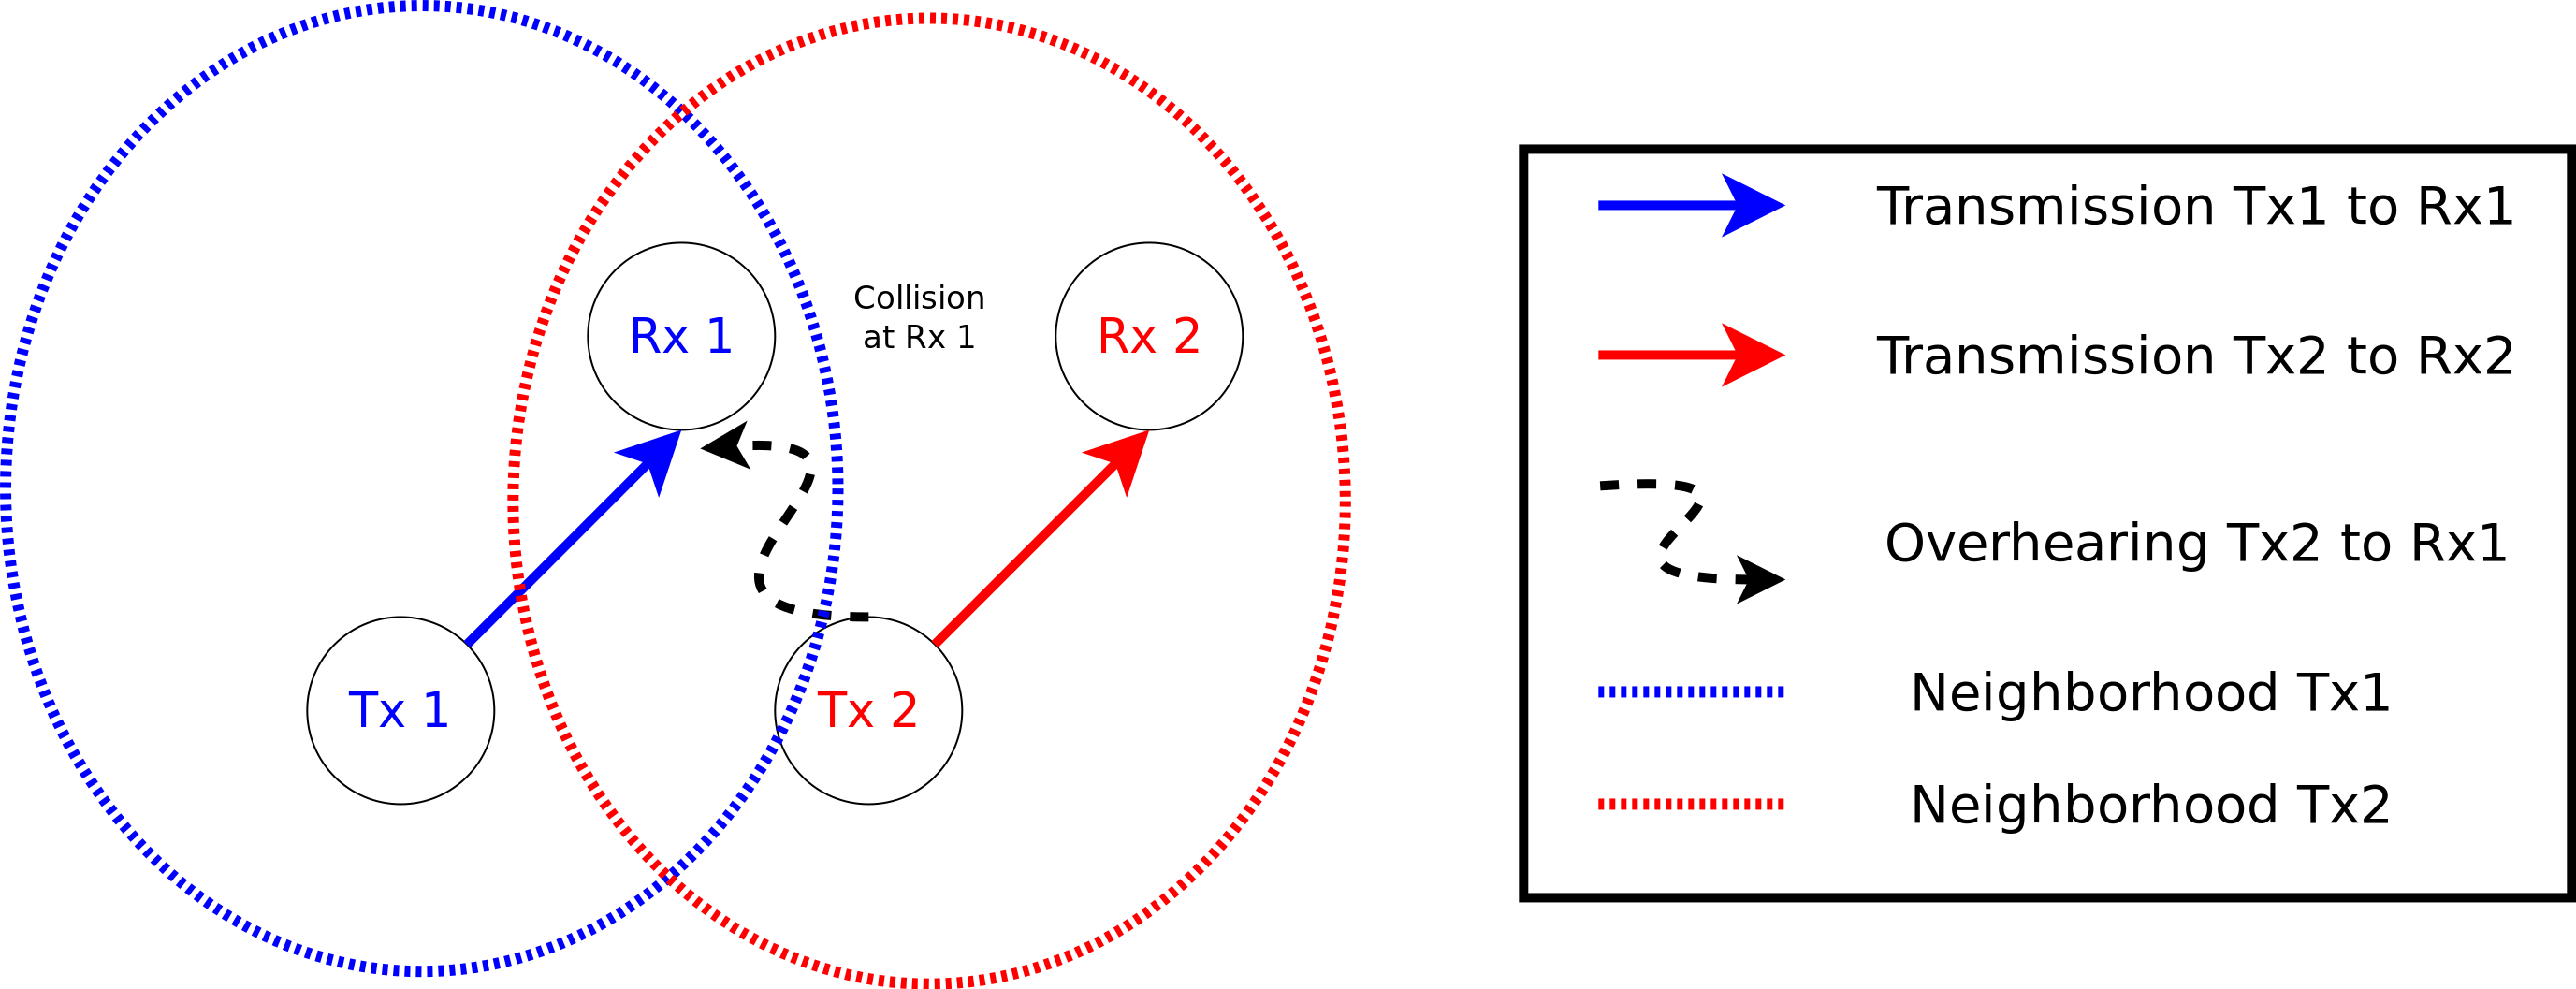 Collision
at Rx 1
Rx 1
Rx 2
Tx 1
Tx 2
Transmission Tx1 to Rx1
Transmission Tx2 to Rx2
Overhearing Tx2 to Rx1
Neighborhood Tx1
Neighborhood Tx2